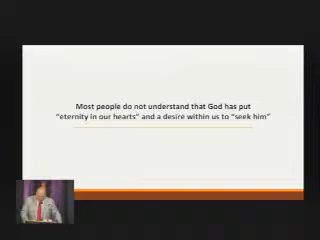 Most people do not understand that God has put
“eternity in our hearts” and a desire within us to “seek him”